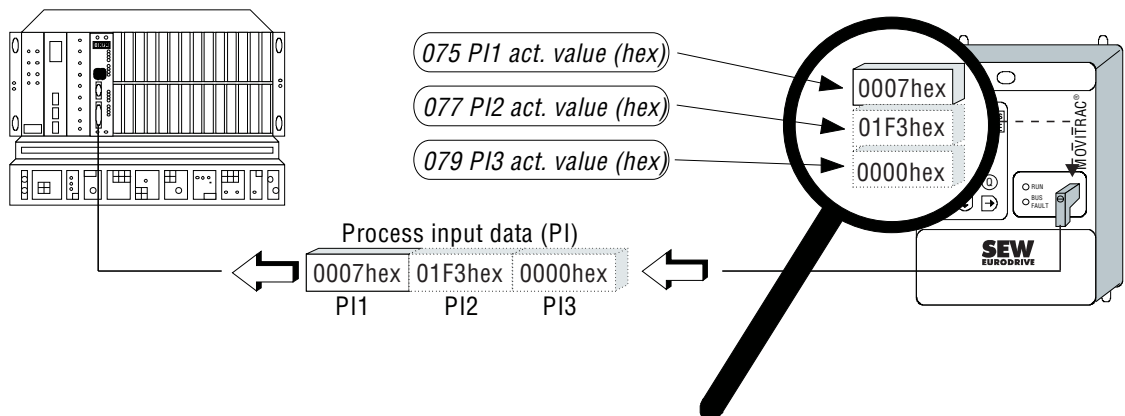 075 PI1 act. value (hex)
077 PI2 act. value (hex)
079 PI3 act. value (hex)
0007hex
01F3hex
0000hex
MOVITRAC®
RUN
BUS
FAULT
SEW
EURODRIVE
Process input data (PI)
0007hex 01F3hex 0000hex
PI1 PI2 PI3